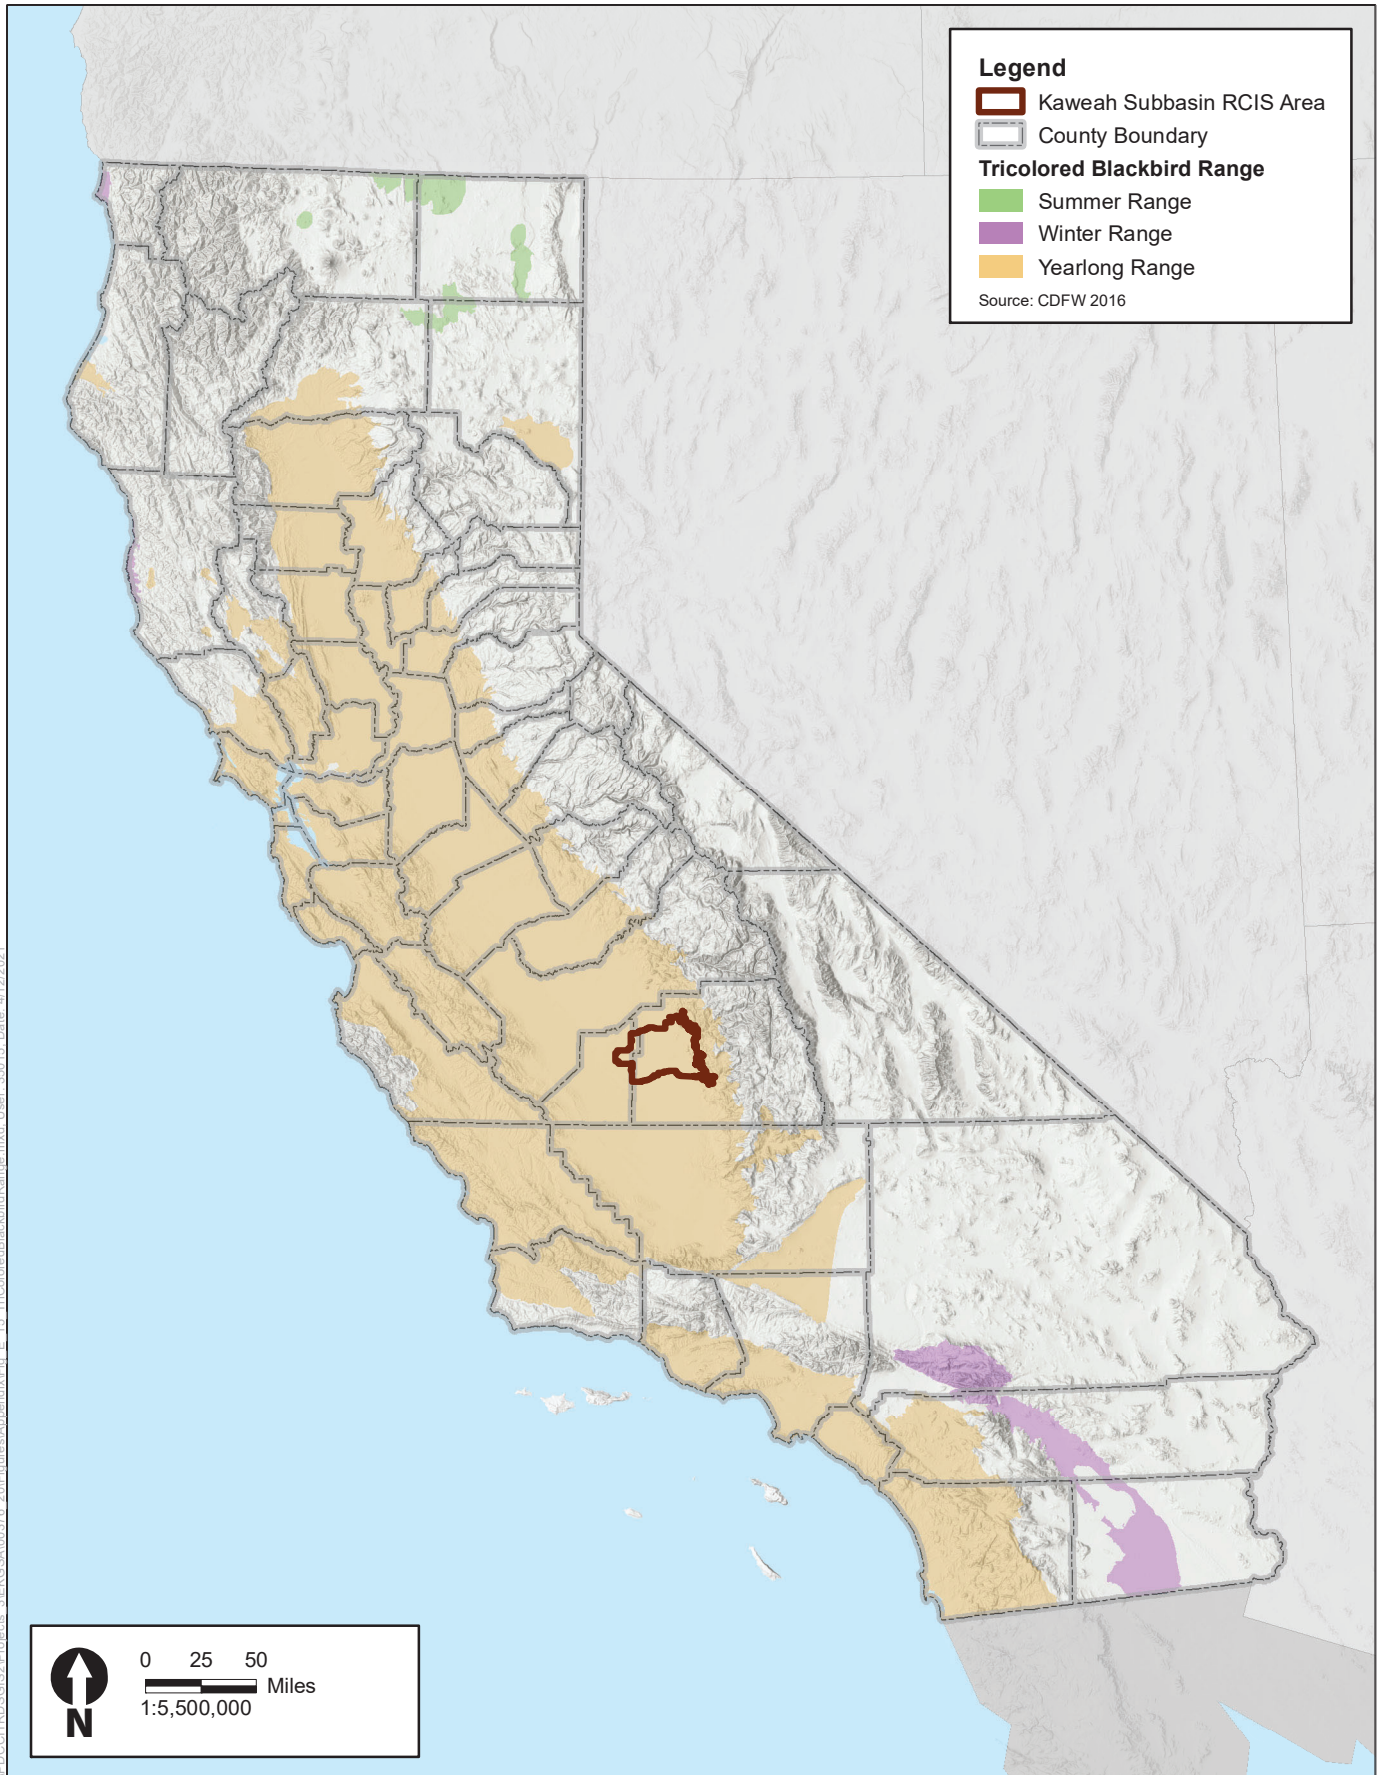 Legend
Kaweah Subbasin RCIS Area
County Boundary
Tricolored Blackbird Range
Summer Range
Winter Range
Yearlong Range
Source: CDFW 2016
0 25 50
Miles
1:5,500,000
N